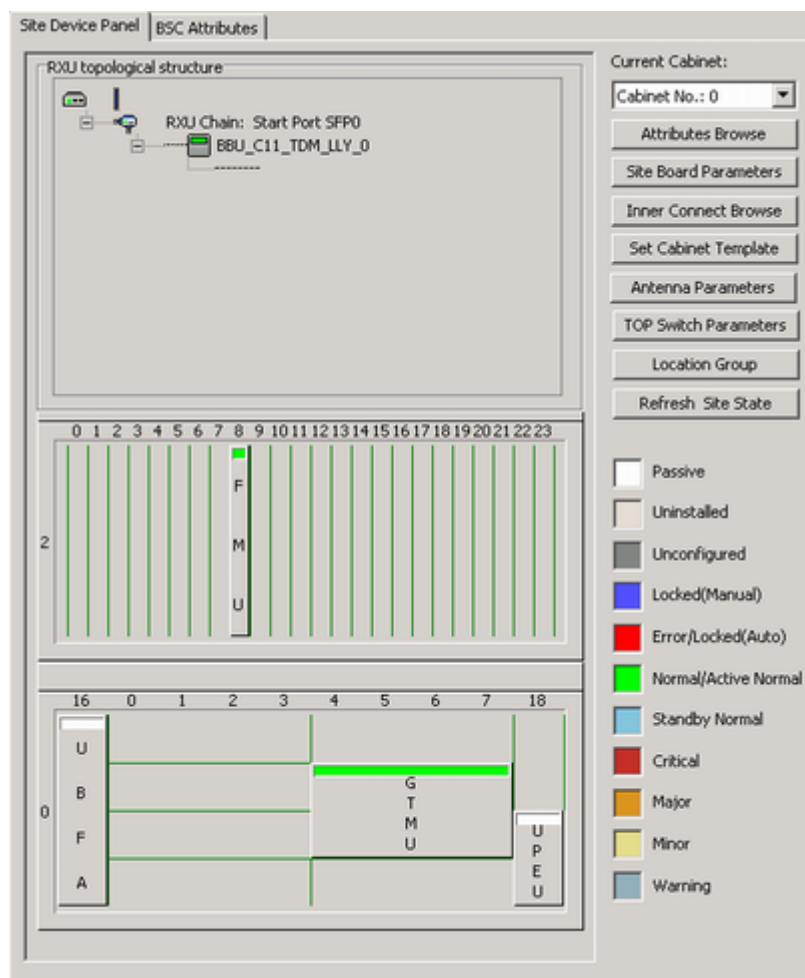 Site Device Panel BSC Attributes
RXU topological structure
RXU Chain: Start Port SFP0
BBU_C11_TDM_LLY_0
Current Cabinet:
Cabinet No.: 0
Attributes Browse
Site Board Parameters
Inner Connect Browse
Set Cabinet Template
Antenna Parameters
TOP Switch Parameters
Location Group
Refresh Site State
0 1 2 3 4 5 6 7 8 9 10 11 12 13 14 15 16 17 18 19 20 21 22 23
2
F
M
U
16 0 1 2 3 4 5 6 7 18
0
U
B
F
A
G
T
M
U
U
P
E
U
Passive
Uninstalled
Unconfigured
Locked(Manual)
Error/Locked(Auto)
Normal/Active Normal
Standby Normal
Critical
Major
Minor
Warning